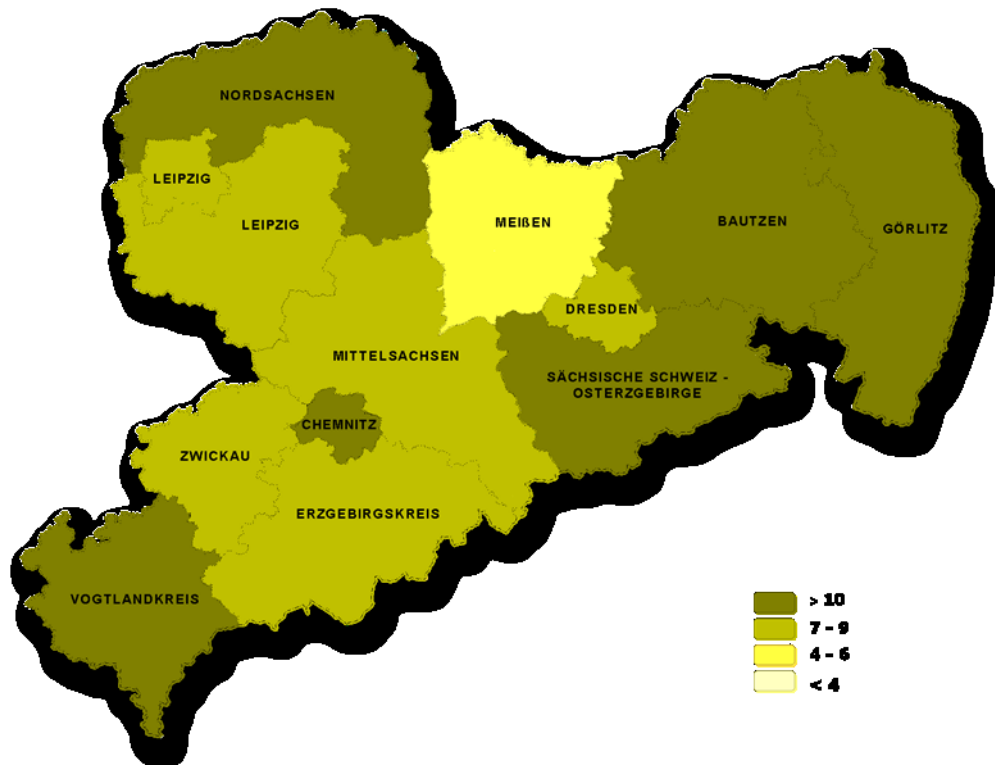 NORDSACHSEN
LEIPZIG
LEIPZIG
MEIßEN
BAUTZEN
GÖRLITZ
DRESDEN
MITTELSACHSEN
SÄCHSISCHE SCHWEIZ -
OSTERZGEBIRGE
CHEMNITZ
ZWICKAU
ERZGEBIRGSKREIS
VOGTLANDKREIS
> 10
7 - 9
4 - 6
< 4